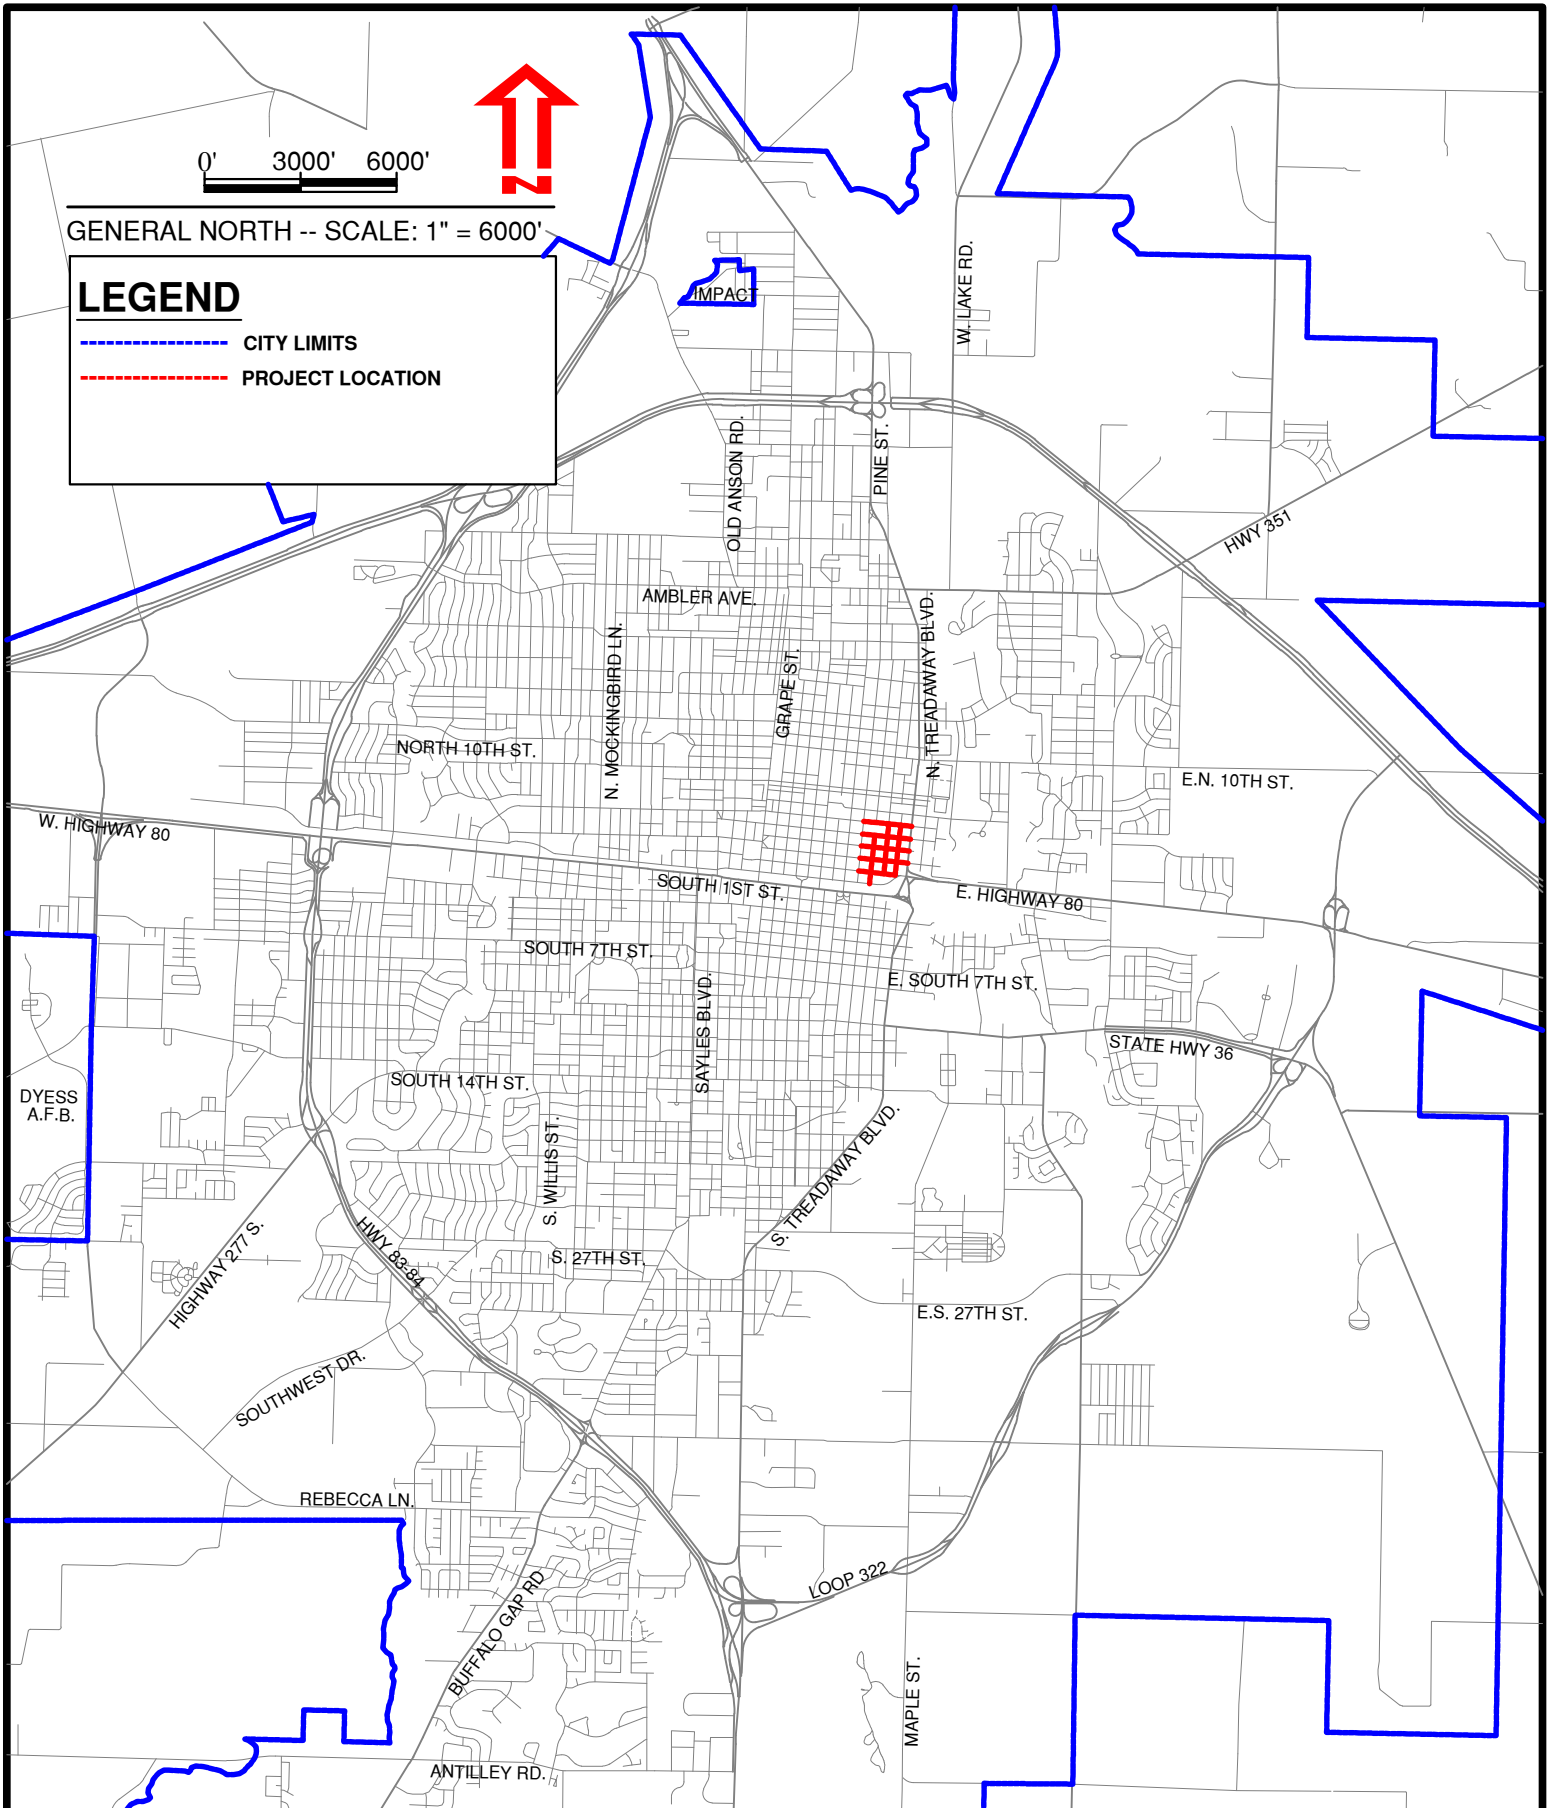 N
0' 3000' 6000'
GENERAL NORTH -- SCALE: 1" = 6000'
LEGEND
CITY LIMITS
PROJECT LOCATION
IMPACT
W. LAKE RD.
OLD ANSON RD.
PINE ST.
HWY 351
AMBLER AVE.
N. MOCKINGBIRD LN.
GRAPE ST.
N. TREADAWAY BLVD.
NORTH 10TH ST.
E.N. 10TH ST.
W. HIGHWAY 80
SOUTH 1ST ST.
E. HIGHWAY 80
SOUTH 7TH ST.
E. SOUTH 7TH ST.
SAYLES BLVD.
STATE HWY 36
DYESS
A.F.B.
SOUTH 14TH ST.
S. WILLIS ST.
S. TREADAWAY BLVD.
HIGHWAY 277 S.
HWY 83-84
S. 27TH ST.
E.S. 27TH ST.
SOUTHWEST DR.
REBECCA LN.
LOOP 322
BUFFALO GAP RD
MAPLE ST.
ANTILLEY RD.